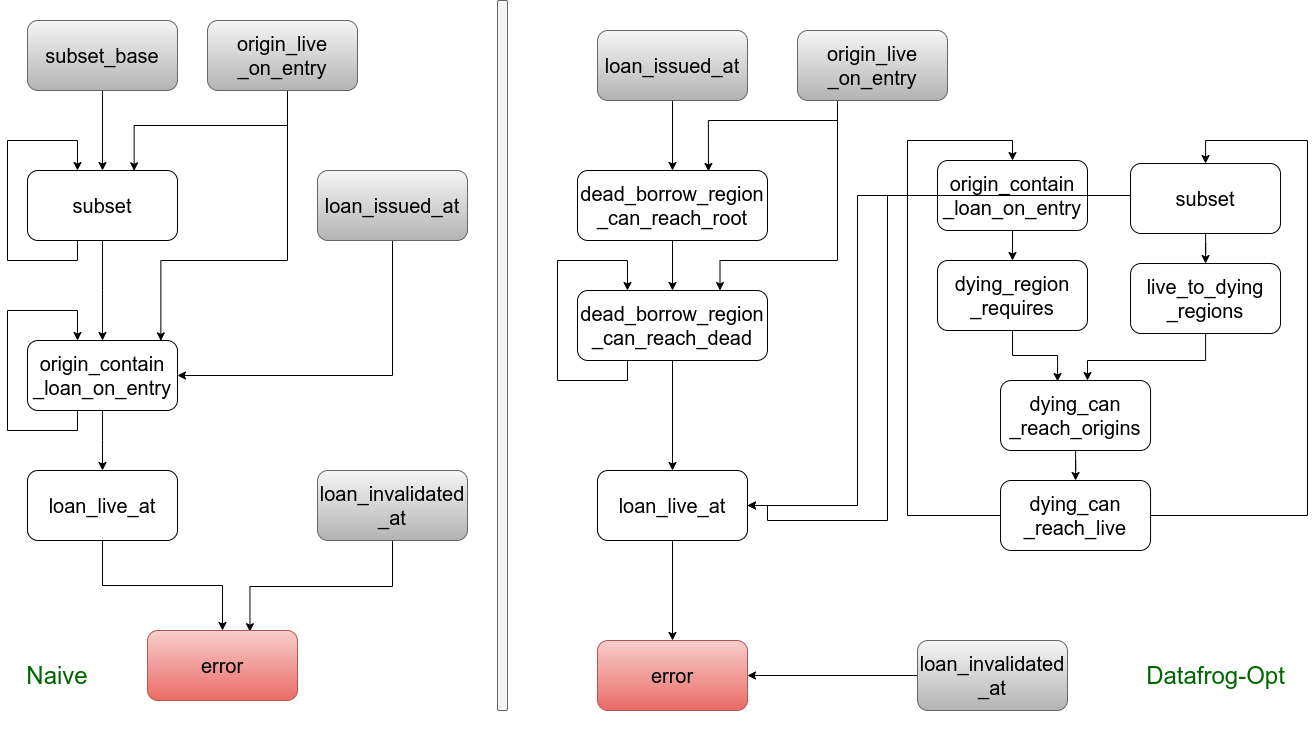 subset_base
origin_live
_on_entry
subset
loan_issued_at
origin_contain
_loan_on_entry
loan_live_at
loan_invalidated
_at
error
Naive
loan_issued_at
origin_live
_on_entry
dead_borrow_region
_can_reach_root
dead_borrow_region
_can_reach_dead
loan_live_at
error
origin_contain
_loan_on_entry
subset
dying_region
_requires
live_to_dying
_regions
dying_can
_reach_origins
dying_can
_reach_live
loan_invalidated
_at
Datafrog-Opt